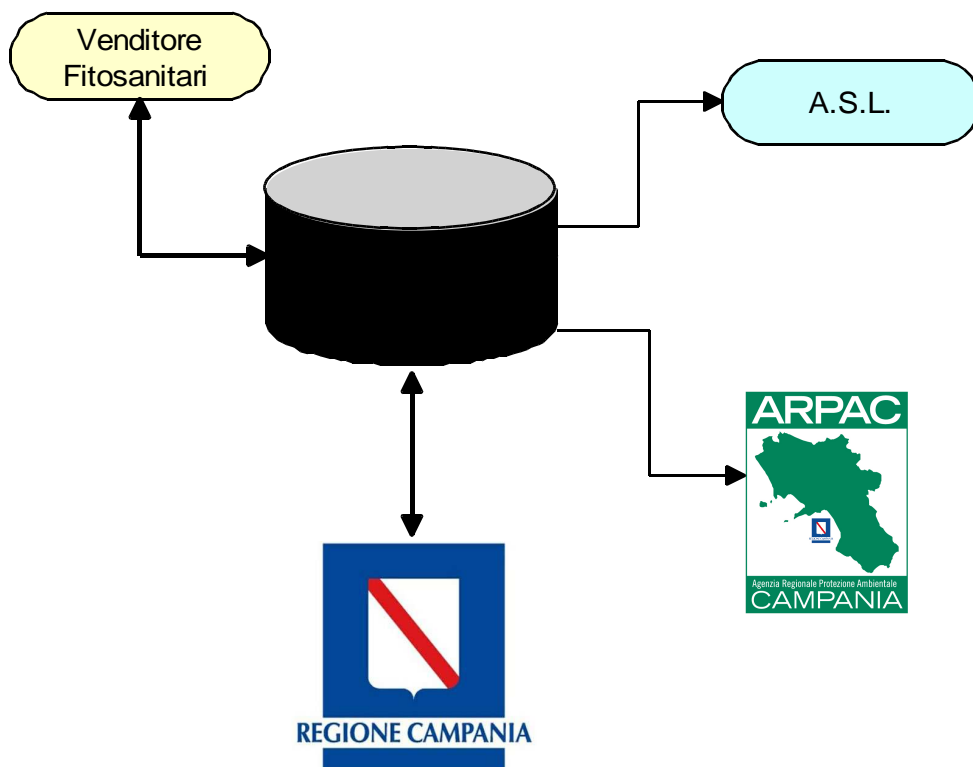 Venditore
Fitosanitari
A.S.L.
ARPAC
Agenzia Regionale Protezione Ambientale
CAMPANIA
REGIONE CAMPANIA